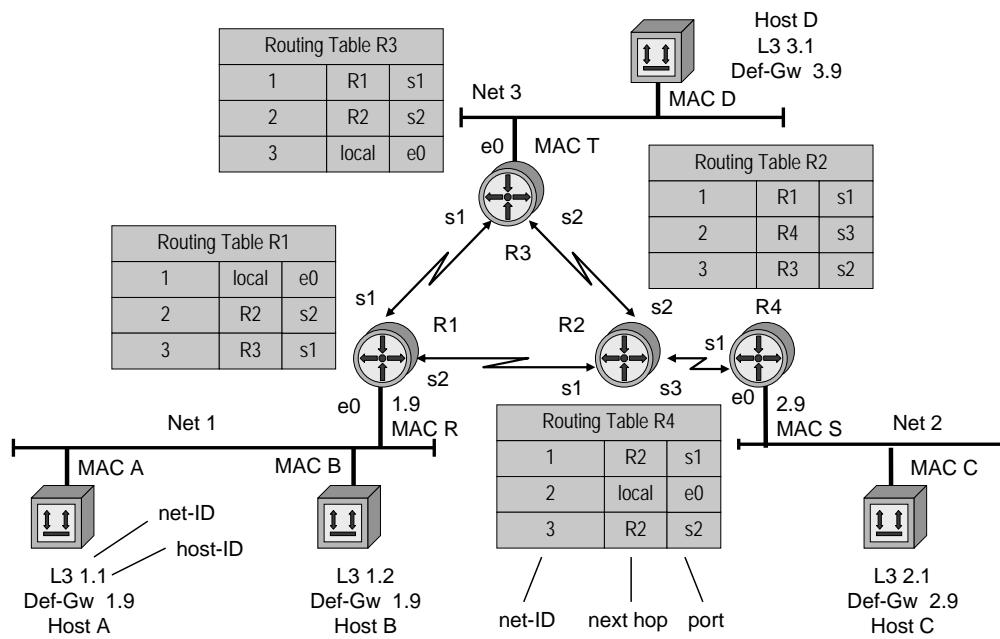 Host D
L3 3.1
Def-Gw 3.9
Routing Table R3
1 R1 s1
2 R2 s2
3 local e0
Net 3
MAC D
e0
MAC T
Routing Table R2
1 R1 s1
2 R4 s3
3 R3 s2
s1
s2
R3
Routing Table R1
1 local e0
2 R2 s2
3 R3 s1
s1
s2
R4
R1
R2
s1
s2
s1
s3
e0
e0
1.9
MAC R
2.9
MAC S
Net 1
Net 2
Routing Table R4
1 R2 s1
2 local e0
3 R2 s2
MAC A
MAC B
MAC C
net-ID
host-ID
L3 1.1
Def-Gw 1.9
Host A
L3 1.2
Def-Gw 1.9
Host B
net-ID
next hop
port
L3 2.1
Def-Gw 2.9
Host C